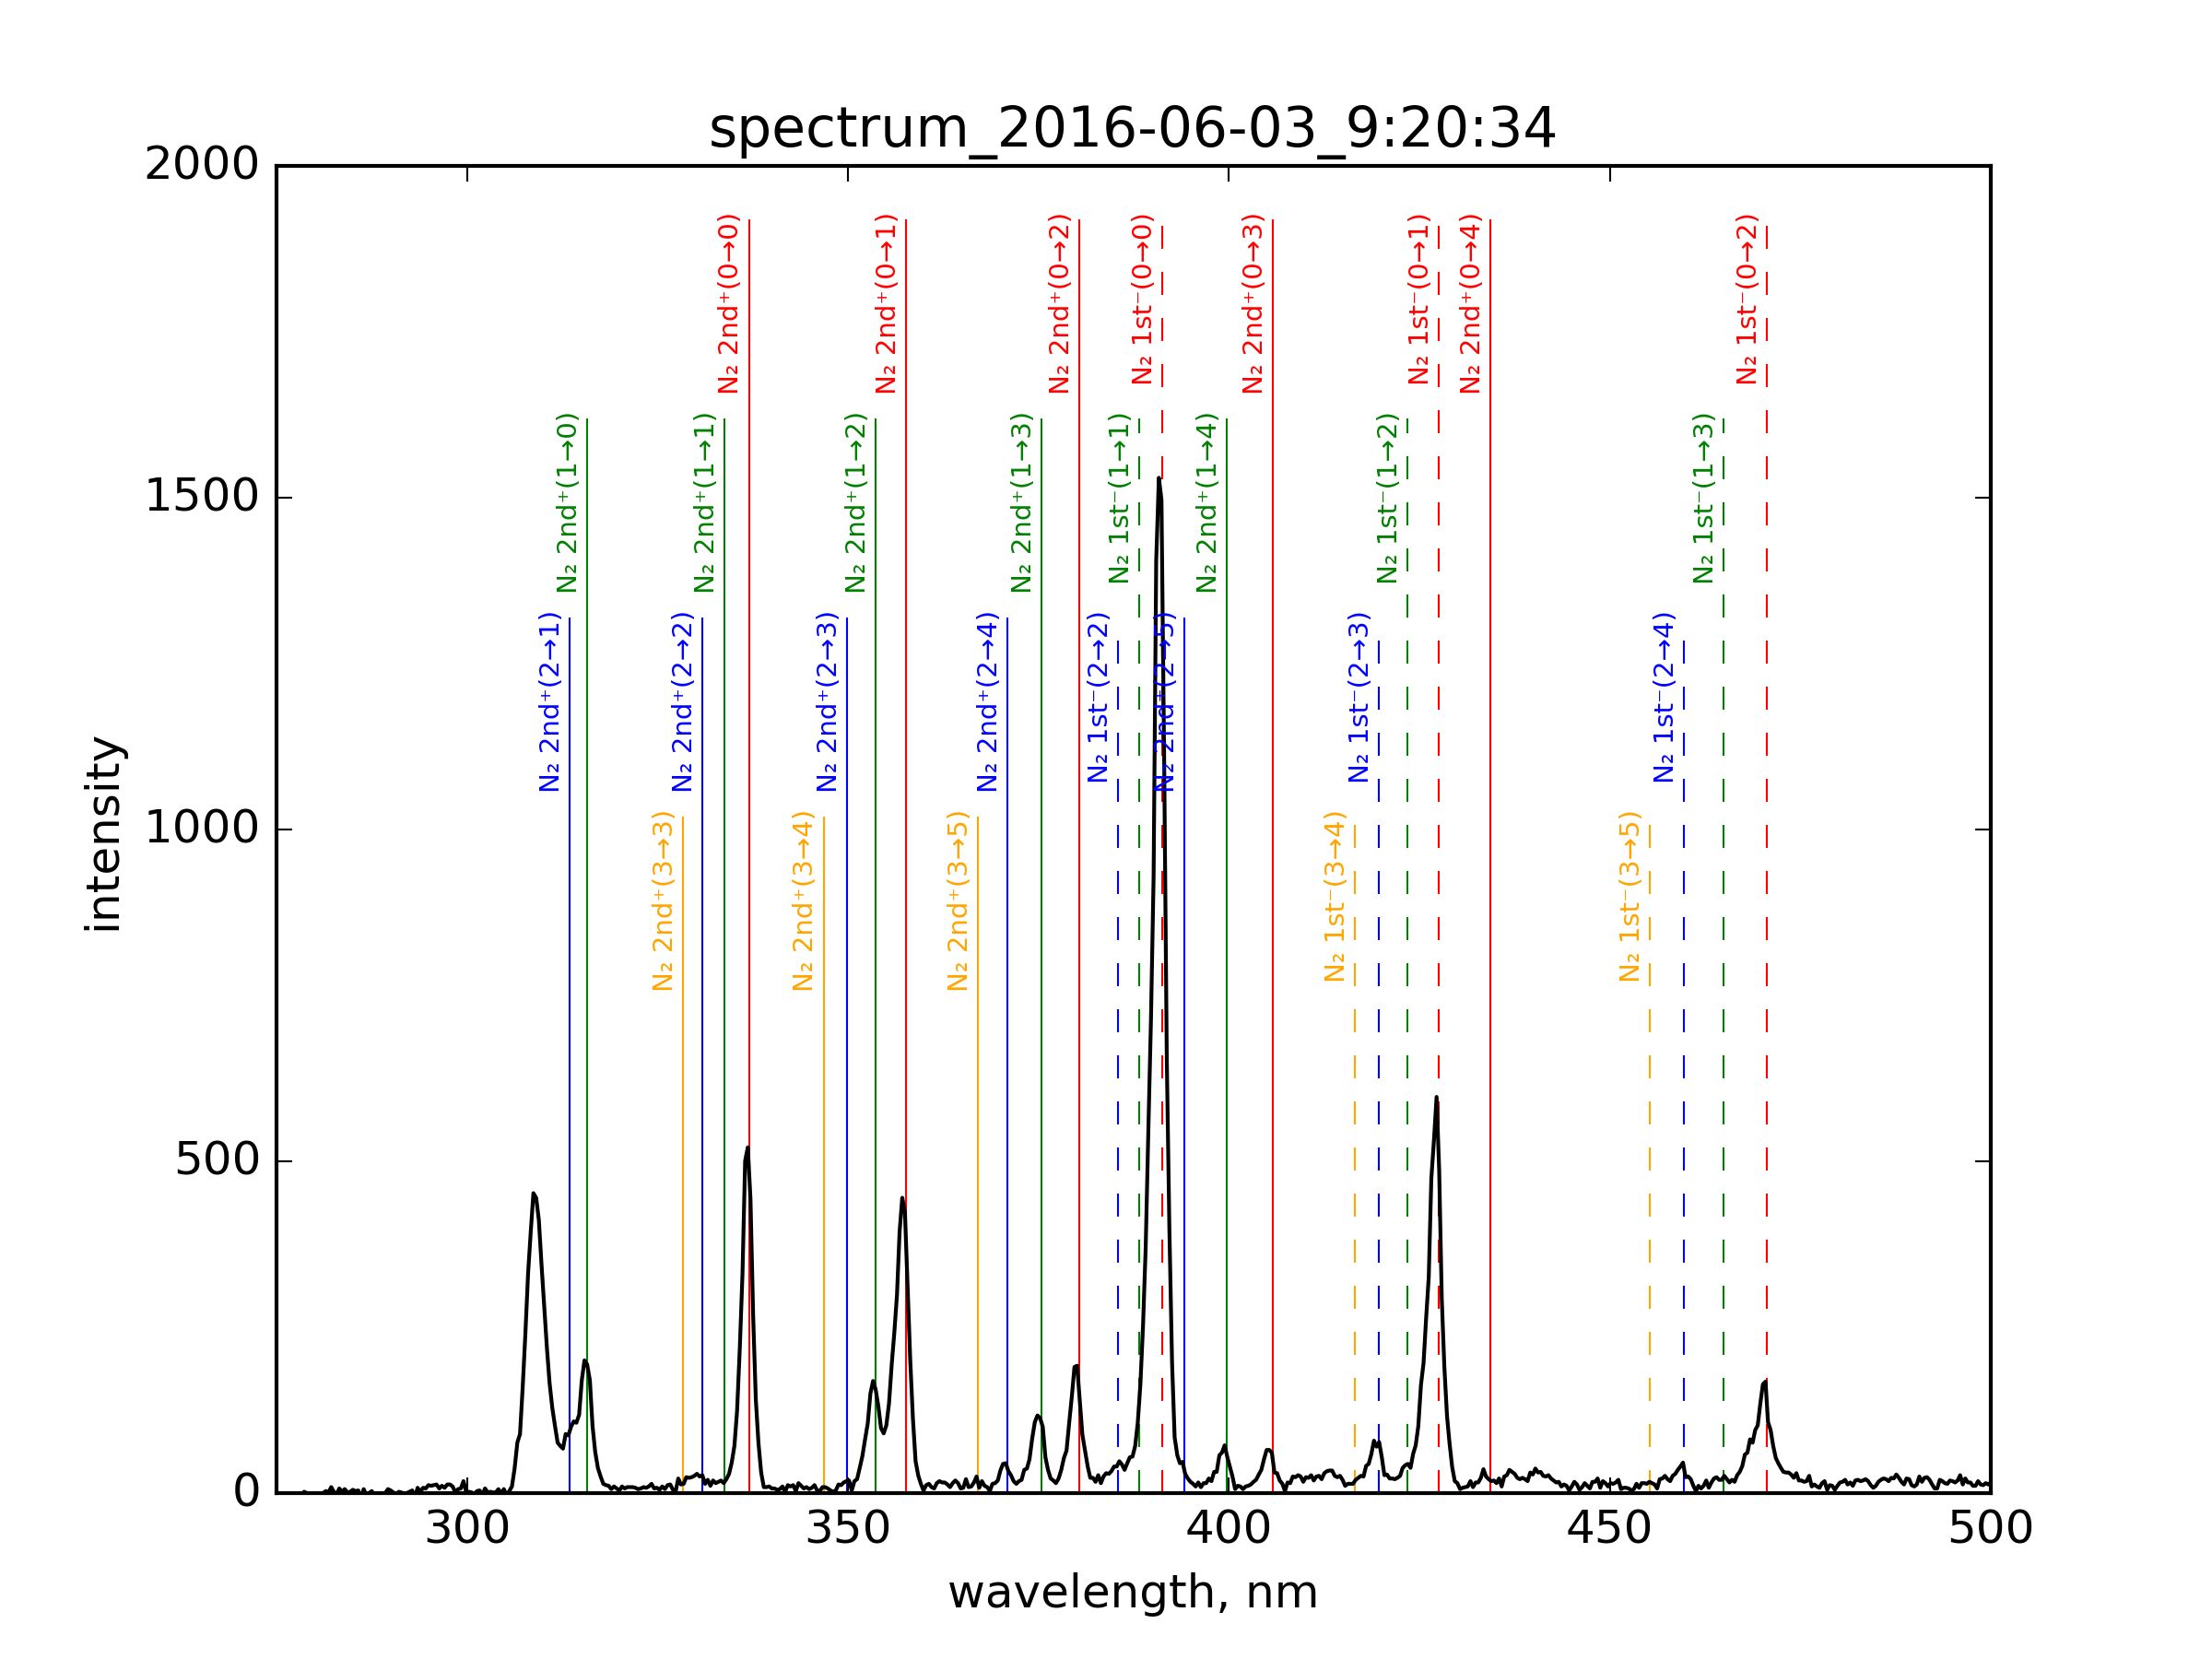 spectrum_2016-06-03_9:20:34
2000
1500
1000
500
0
intensity
N₂ 2nd⁺(0→0)
N₂ 2nd⁺(0→1)
N₂ 2nd⁺(0→2)
N₂ 1st⁻(0→0)
N₂ 2nd⁺(0→3)
N₂ 1st⁻(0→1)
N₂ 2nd⁺(0→4)
N₂ 1st⁻(0→2)
N₂ 2nd⁺(1→0)
N₂ 2nd⁺(1→1)
N₂ 2nd⁺(1→2)
N₂ 2nd⁺(1→3)
N₂ 1st⁻(1→1)
N₂ 2nd⁺(1→4)
N₂ 1st⁻(1→2)
N₂ 1st⁻(1→3)
N₂ 2nd⁺(2→1)
N₂ 2nd⁺(2→2)
N₂ 2nd⁺(2→3)
N₂ 2nd⁺(2→4)
N₂ 1st⁻(2→2)
N₂ 2nd⁺(2→5)
N₂ 1st⁻(2→3)
N₂ 1st⁻(2→4)
N₂ 2nd⁺(3→3)
N₂ 2nd⁺(3→4)
N₂ 2nd⁺(3→5)
N₂ 1st⁻(3→4)
N₂ 1st⁻(3→5)
300
350
400
450
500
wavelength, nm